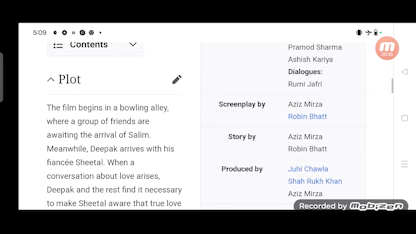 5:09
Contents
Plot
The film begins in a bowling alley,
where a group of friends are
awaiting the arrival of Salim.
Meanwhile, Deepak arrives with his
fiancée Sheetal. When a
conversation about love arises,
Deepak and the rest find it necessary
to make Sheetal aware that true love
Pramod Sharma
Ashish Kariya
Dialogues:
Rumi Jafri
Screenplay by Aziz Mirza
Robin Bhatt
Story by Aziz Mirza
Robin Bhatt
Produced by Juhi Chawla
Shah Rukh Khan
Aziz Mirza
Recorded by Mobizen